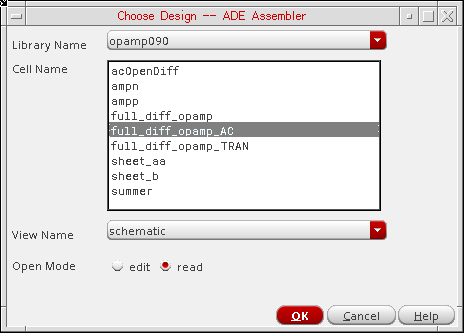 Choose Design -- ADE Assembler
Library Name
opamp090
Cell Name
acOpenDiff
ampn
ampp
full_diff_opamp
full_diff_opamp_AC
full_diff_opamp_TRAN
sheet_aa
sheet_b
summer
View Name
schematic
Open Mode
edit
read
OK
Cancel
Help